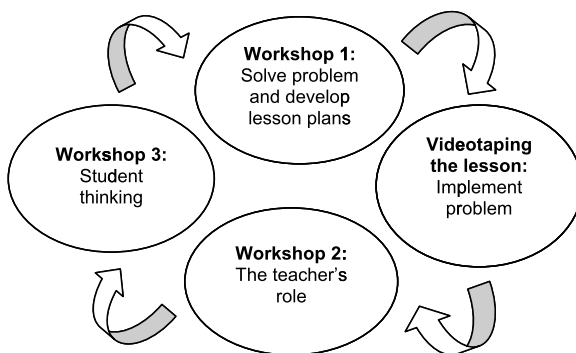 Workshop 1:
Solve problem
and develop
lesson plans
Videotaping
the lesson:
Implement
problem
Workshop 2:
The teacher's
role
Workshop 3:
Student
thinking